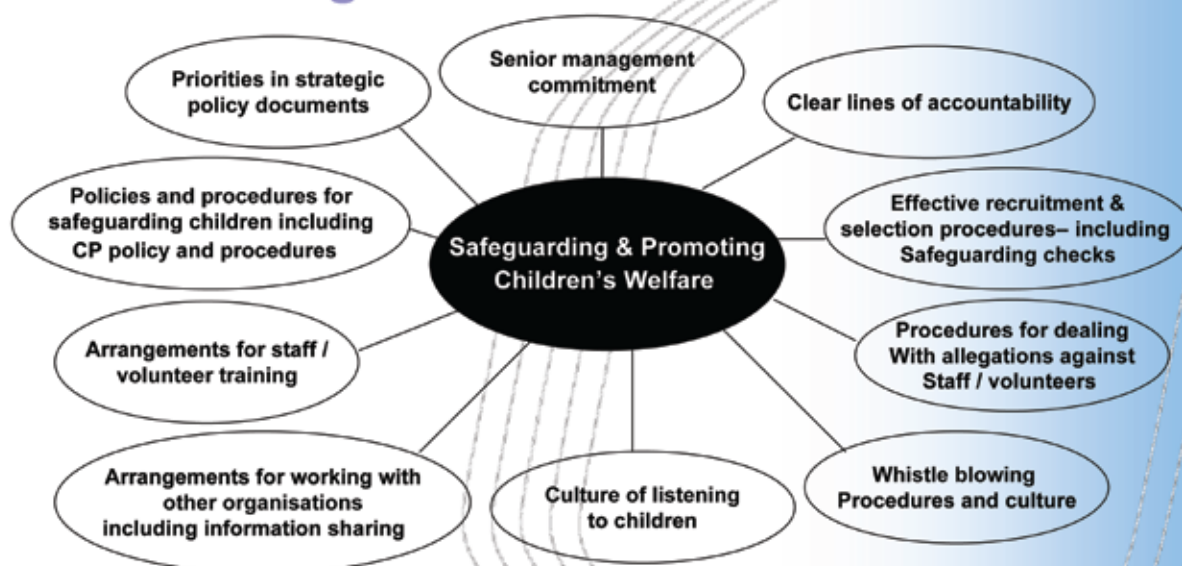 Senior management
commitment
Priorities in strategic
policy documents
Clear lines of accountability
Policies and procedures for
safeguarding children including
CP policy and procedures
Effective recruitment &
selection procedures– including
Safeguarding checks
Safeguarding & Promoting
Children's Welfare
Arrangements for staff /
volunteer training
Procedures for dealing
With allegations against
Staff / volunteers
Arrangements for working with
other organisations
including information sharing
Culture of listening
to children
Whistle blowing
Procedures and culture